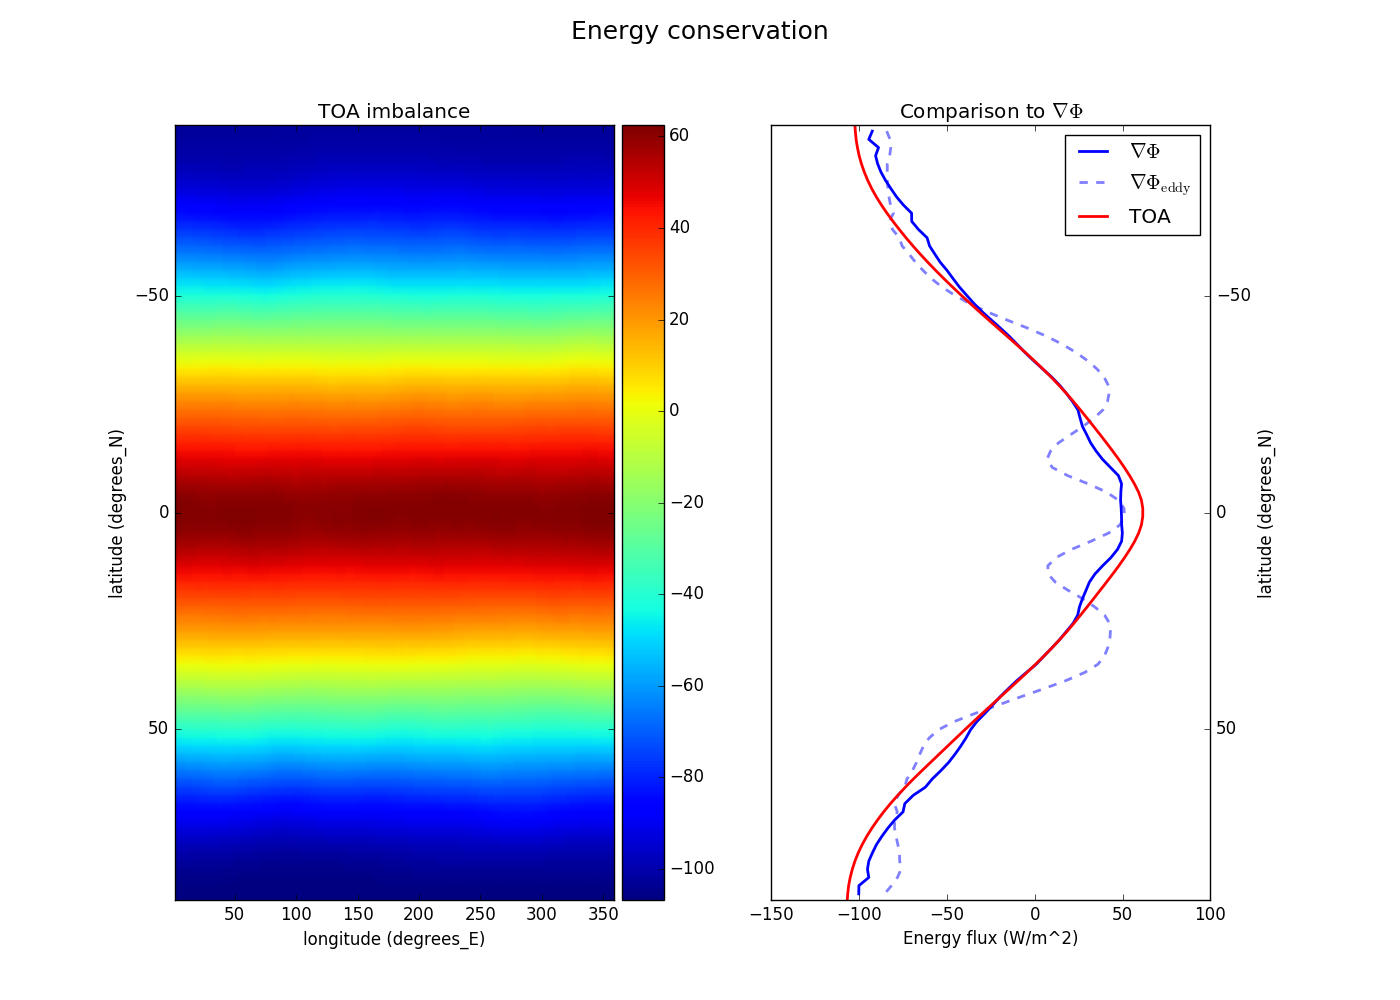 Energy conservation
TOA imbalance
−50
0
50
latitude (degrees_N)
50 100 150 200 250 300 350
longitude (degrees_E)
60
40
20
0
−20
−40
−60
−80
−100
Comparison to ∇Φ
∇Φ
∇Φeddy
TOA
−50
0
50
latitude (degrees_N)
−150 −100 −50 0 50 100
Energy flux (W/m^2)